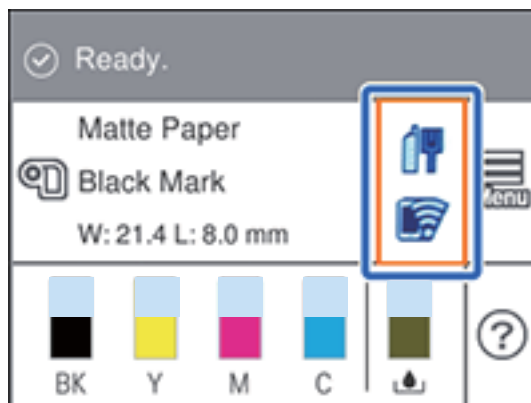 Ready.
Matte Paper
Black Mark
W: 21.4 L: 8.0 mm
Menu
BK Y M C
?